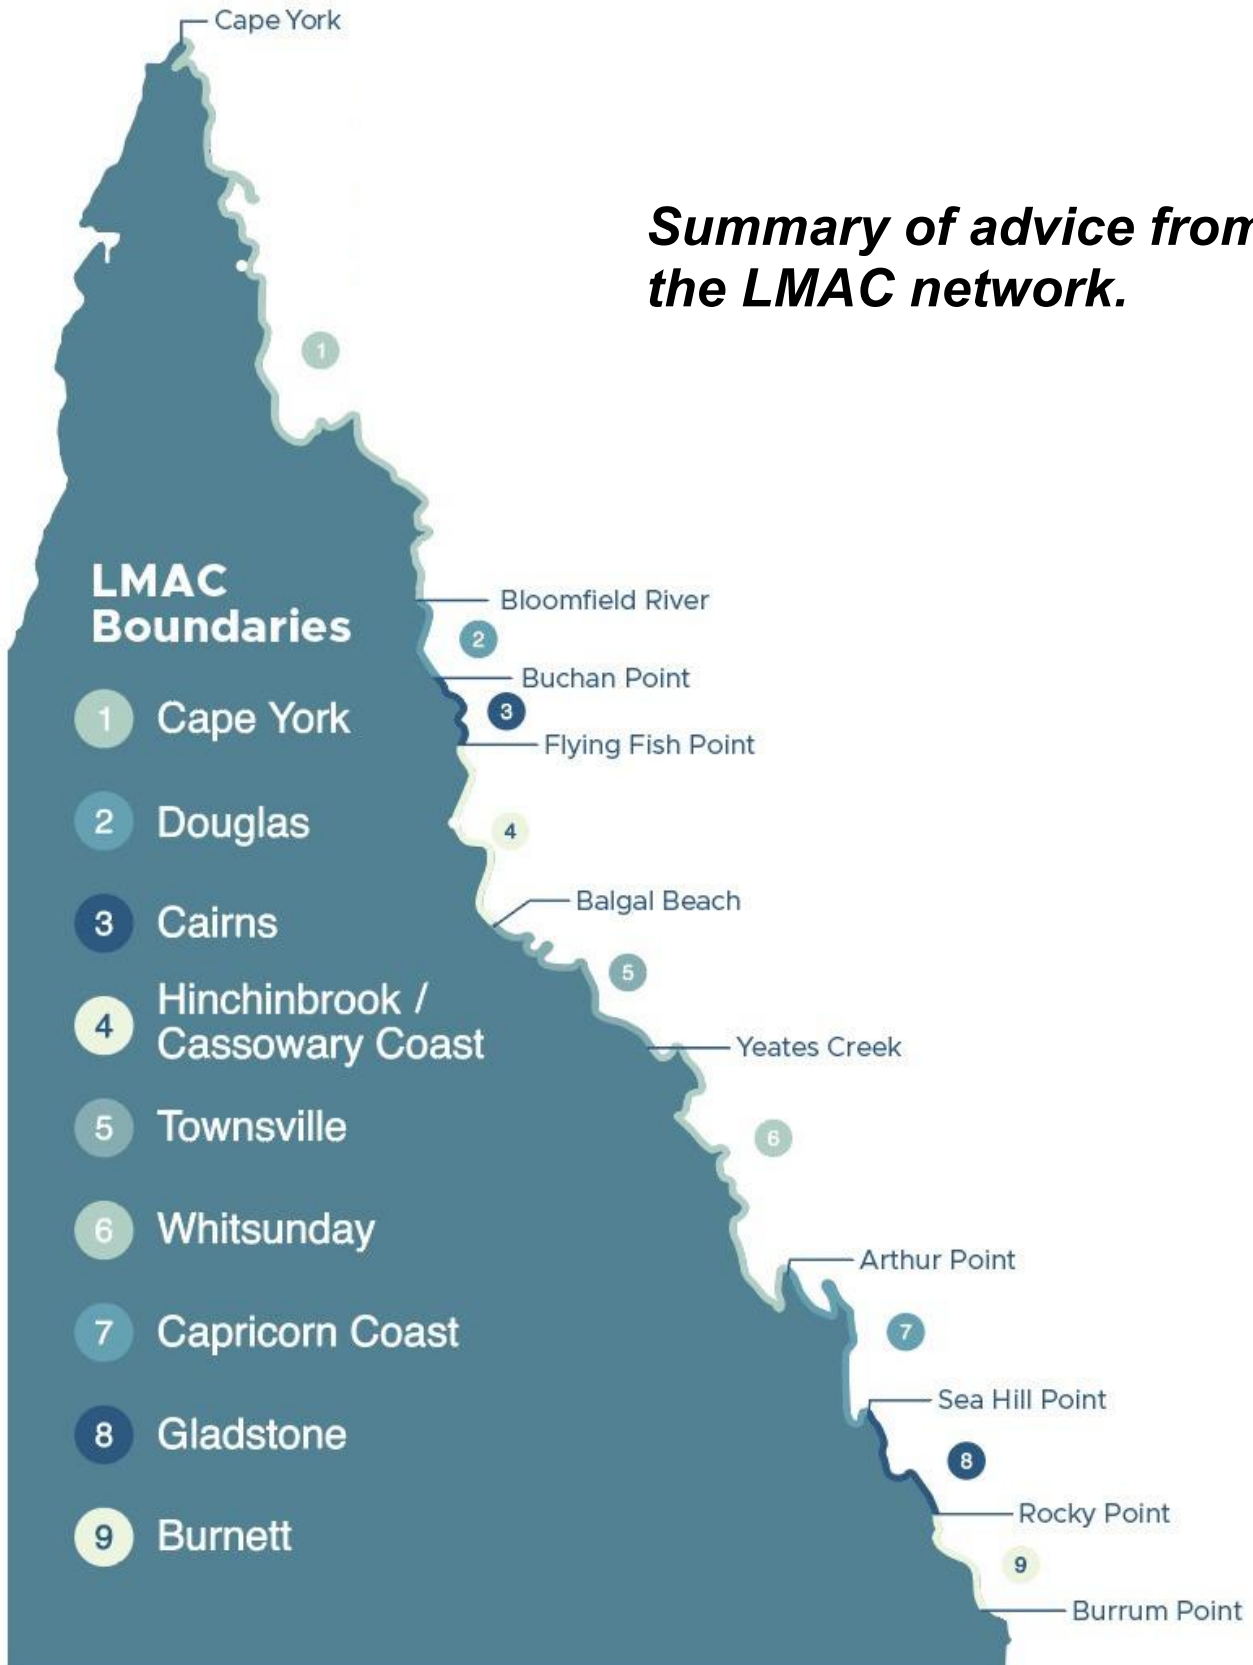 Cape York
Summary of advice from
the LMAC network.
1
LMAC
Boundaries
Bloomfield River
2
Buchan Point
3
Flying Fish Point
1 Cape York
2 Douglas
4
3 Cairns
Balgal Beach
4 Hinchinbrook /
Cassowary Coast
5
Yeates Creek
5 Townsville
6
6 Whitsunday
Arthur Point
7 Capricorn Coast
7
Sea Hill Point
8 Gladstone
8
Rocky Point
9 Burnett
9
Burrum Point